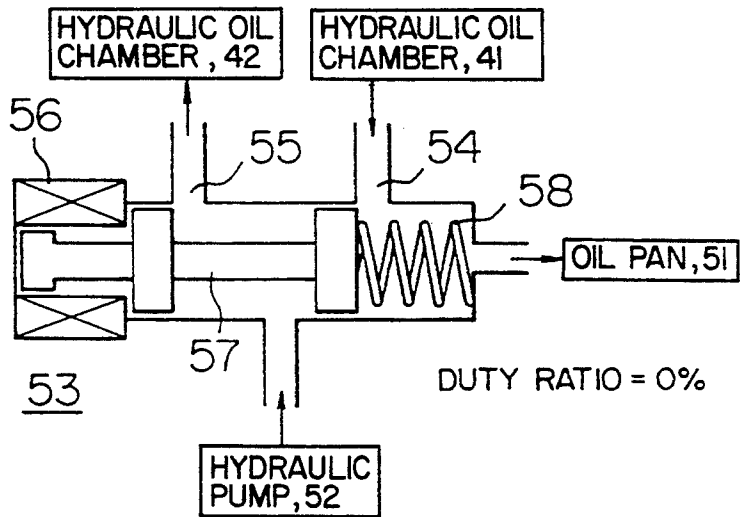 HYDRAULIC OIL
CHAMBER, 42
HYDRAULIC OIL
CHAMBER, 41
56
55
54
58
OIL PAN, 51
57
53
DUTY RATIO = 0%
HYDRAULIC
PUMP, 52